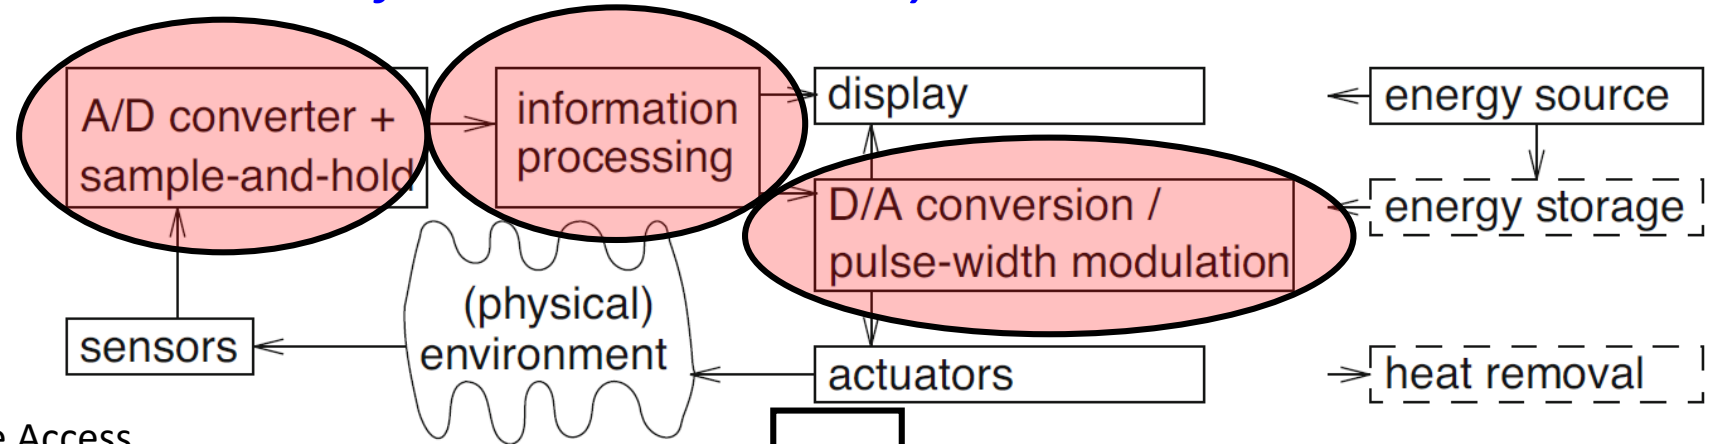 A/D converter +
sample-and-hold
information
processing
display
D/A conversion /
pulse-width modulation
energy source
energy storage
(physical)
environment
sensors
actuators
heat removal
Access